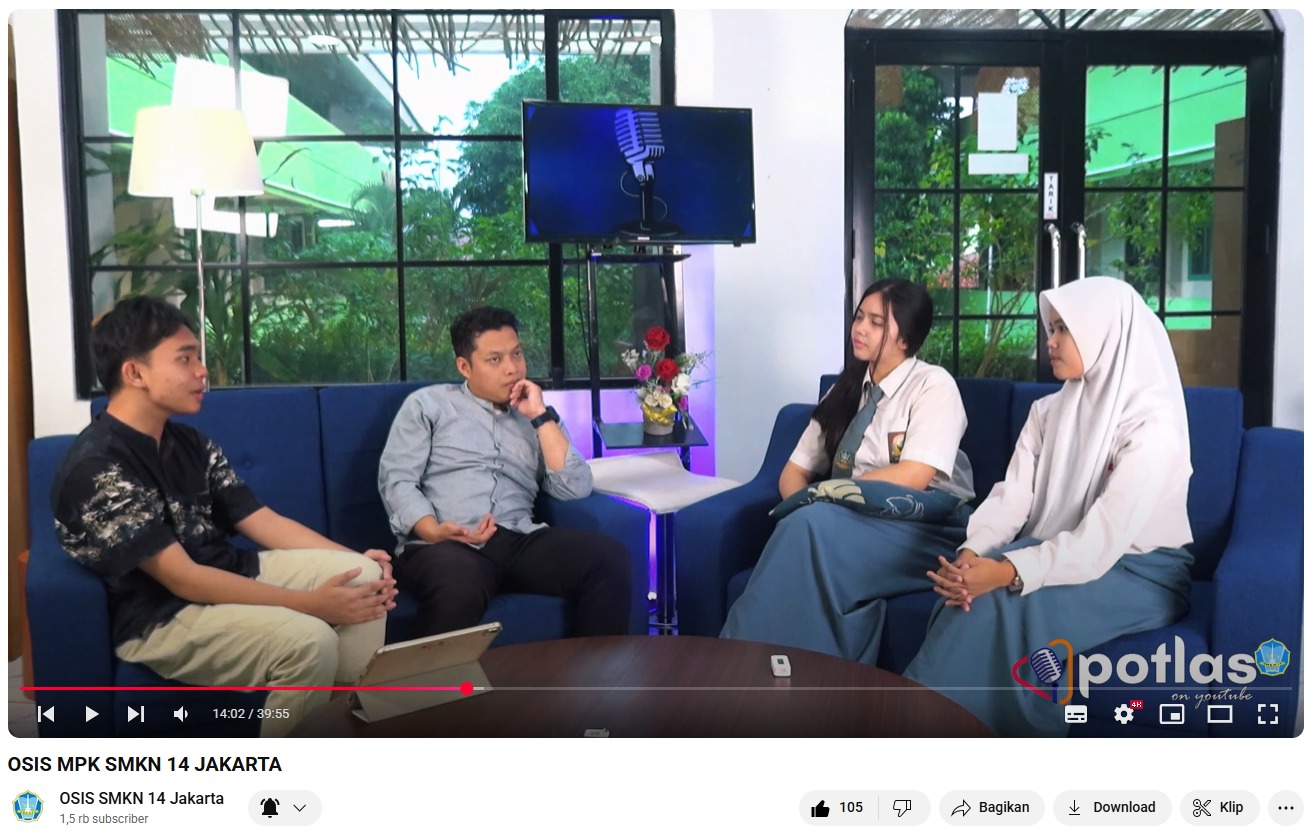 TARIK
potlas
on youtube
4K
14:02 / 39:55
OSIS MPK SMKN 14 JAKARTA
OSIS SMKN 14 Jakarta
1,5 rb subscriber
105
Bagikan
Download
Klip